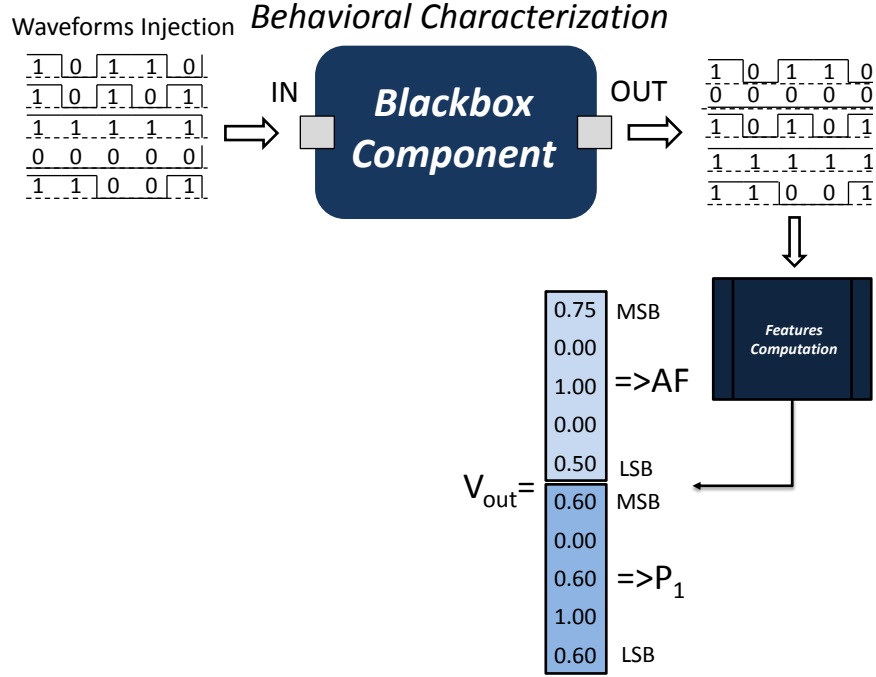 Behavioral Characterization
Waveforms Injection
1 0 1 1 0
1 0 1 0 1
1 1 1 1 1
0 0 0 0 0
1 1 0 0 1
IN
Blackbox
Component
OUT
1 0 1 1 0
0 0 0 0 0
1 0 1 0 1
1 1 1 1 1
1 1 0 0 1
Features
Computation
V_out=
0.75 MSB
0.00
1.00 =>AF
0.00
0.50 LSB
0.60 MSB
0.00
0.60 =>P_1
1.00
0.60 LSB